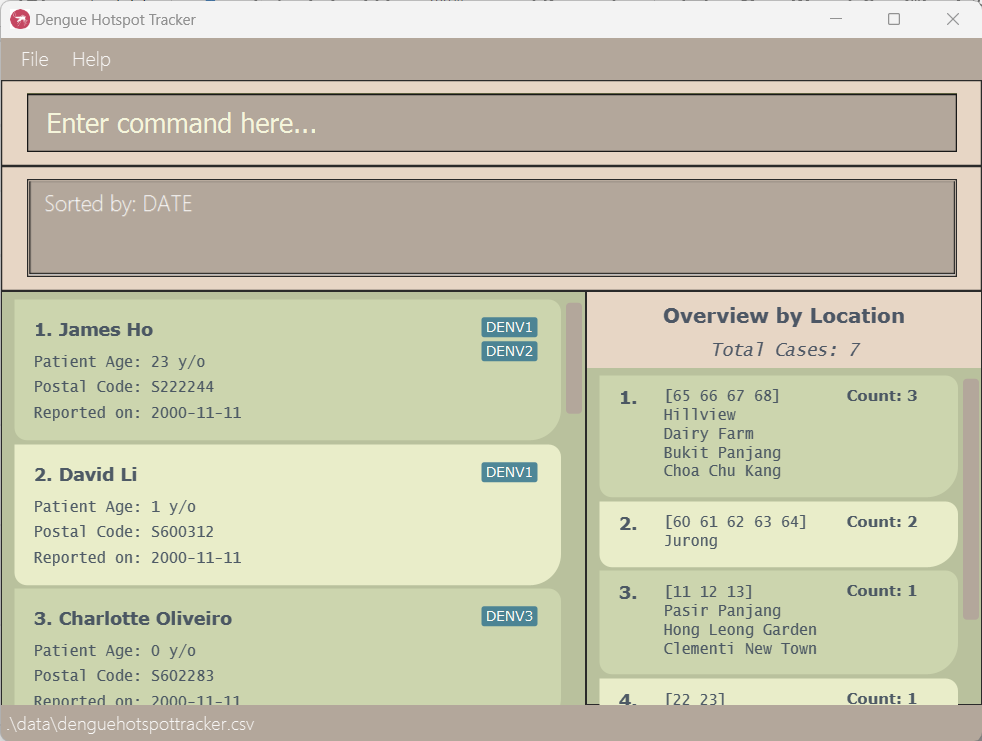 Dengue Hotspot Tracker
File Help
Enter command here...
Sorted by: DATE
1. James Ho
DENV1
DENV2
Patient Age: 23 y/o
Postal Code: S222244
Reported on: 2000-11-11
2. David Li
DENV1
Patient Age: 1 y/o
Postal Code: S600312
Reported on: 2000-11-11
3. Charlotte Oliveiro
DENV3
Patient Age: 0 y/o
Postal Code: S602283
Reported on: 2000-11-11
Overview by Location
Total Cases: 7
1. [65 66 67 68] Count: 3
Hillview
Dairy Farm
Bukit Panjang
Choa Chu Kang
2. [60 61 62 63 64] Count: 2
Jurong
3. [11 12 13] Count: 1
Pasir Panjang
Hong Leong Garden
Clementi New Town
4. [22 23] Count: 1
.\data\denguehotspottracker.csv